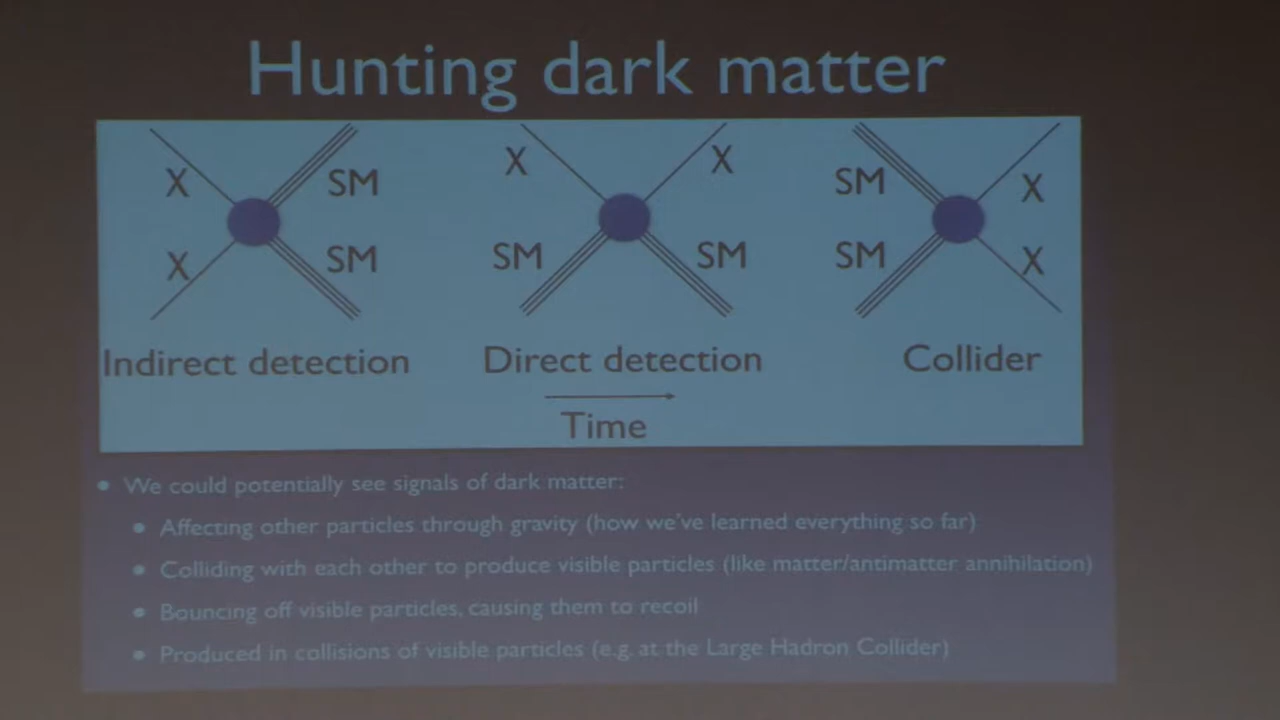 Hunting dark matter
X SM X X SM X
X SM SM SM SM X
Indirect detection Direct detection Collider
Time
• We could potentially see signals of dark matter:
• Affecting other particles through gravity (how we've learned everything so far)
• Colliding with each other to produce visible particles (like matter/antimatter annihilation)
• Bouncing off visible particles, causing them to recoil
• Produced in collisions of visible particles (e.g. at the Large Hadron Collider)